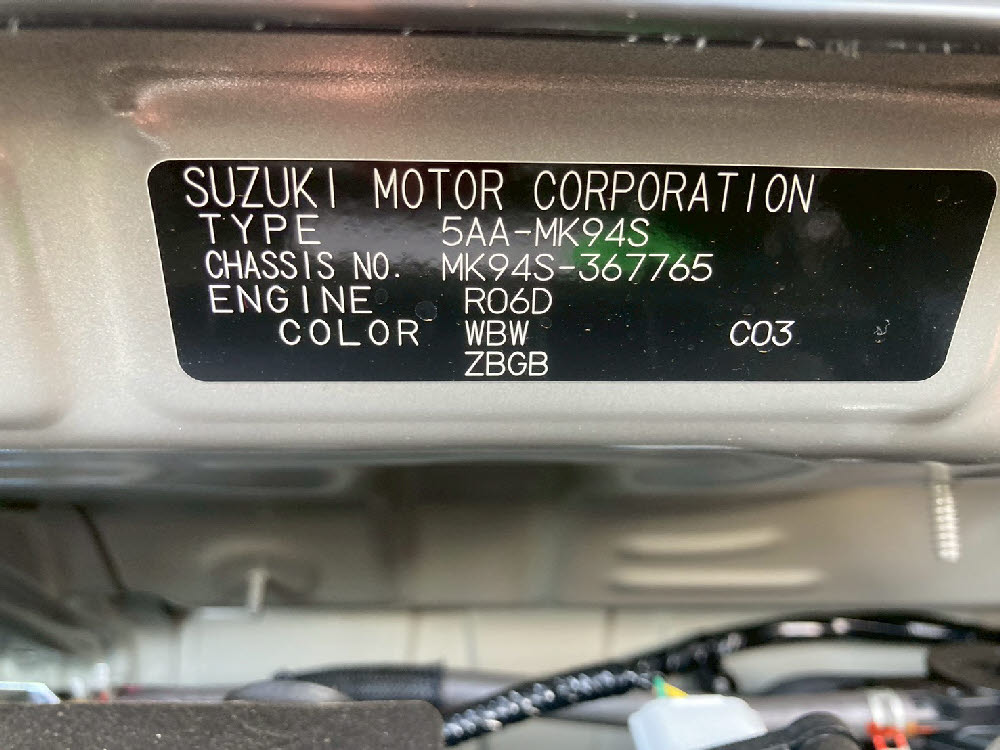 SUZUKI MOTOR CORPORATION
TYPE 5AA-MK94S
CHASSIS NO. MK94S-367765
ENGINE R06D
COLOR WBW C03
ZBGB